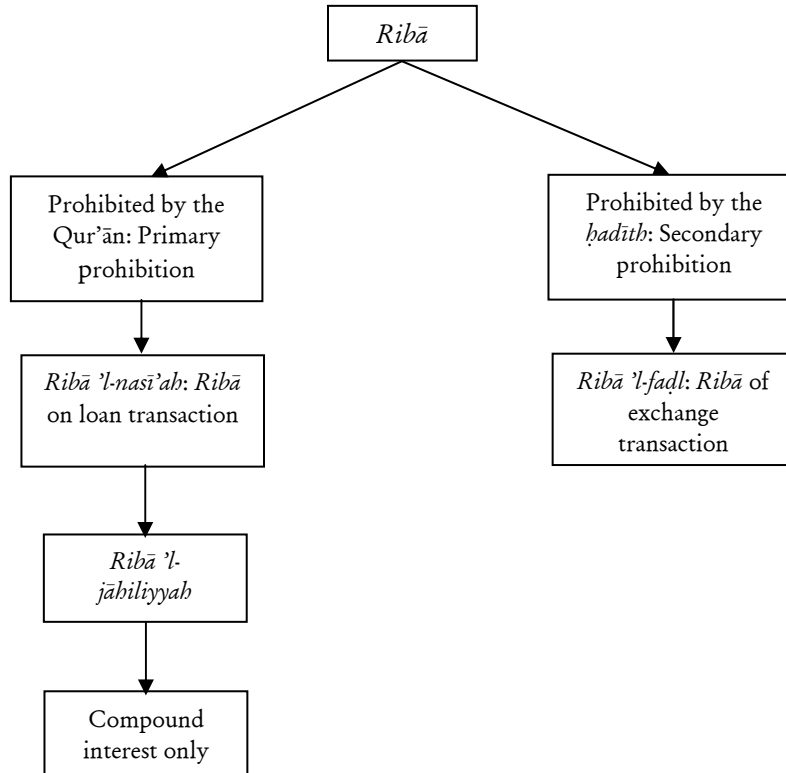 Ribā
Prohibited by the
Qur’ān: Primary
prohibition
Prohibited by the
ḥadīth: Secondary
prohibition
Ribā ’l-nasī’ah: Ribā
on loan transaction
Ribā ’l-faḍl: Ribā of
exchange
transaction
Ribā ’l-
jāhiliyyah
Compound
interest only